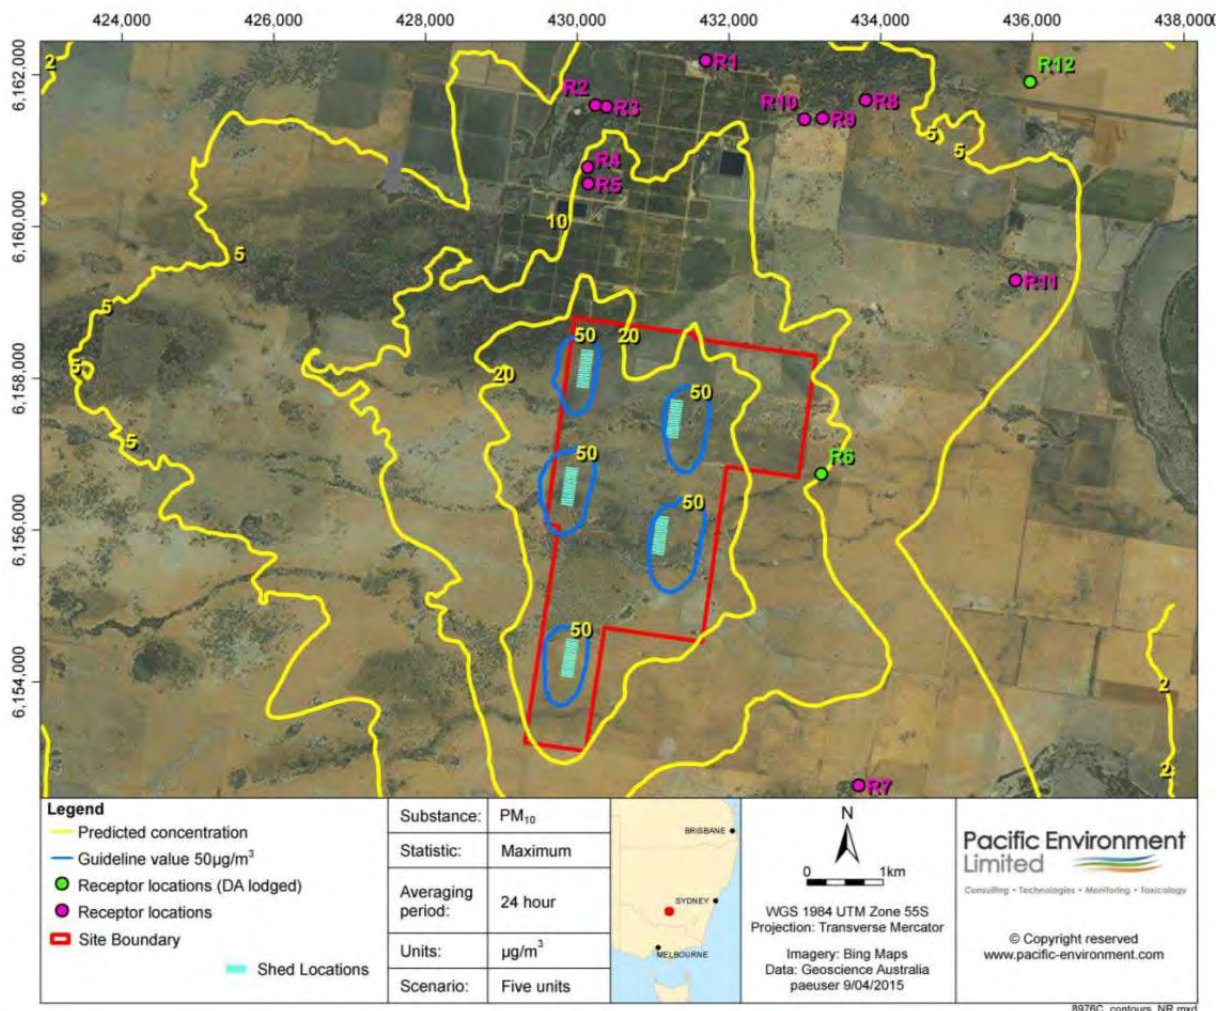 424,000 426,000 428,000 430,000 432,000 434,000 436,000 438,000
6,162,000
6,160,000
6,158,000
6,156,000
6,154,000
2
R1
R12
R2
R3
R10
R9
R8
5
5
R4
R5
10
5
R11
5
50
20
5
20
50
5
50
R6
50
50
2
2
R7
Legend
Predicted concentration
Guideline value 50µg/m³
Receptor locations (DA lodged)
Receptor locations
Site Boundary
Shed Locations
Substance: PM₁₀
Statistic: Maximum
Averaging period: 24 hour
Units: µg/m³
Scenario: Five units
BRISBANE
SYDNEY
MELBOURNE
N
0 1km
WGS 1984 UTM Zone 55S
Projection: Transverse Mercator
Imagery: Bing Maps
Data: Geoscience Australia
paeuser 9/04/2015
Pacific Environment
Limited
Consulting • Technologies • Monitoring • Toxicology
© Copyright reserved
www.pacific-environment.com
8976C_contours_NR.mxd